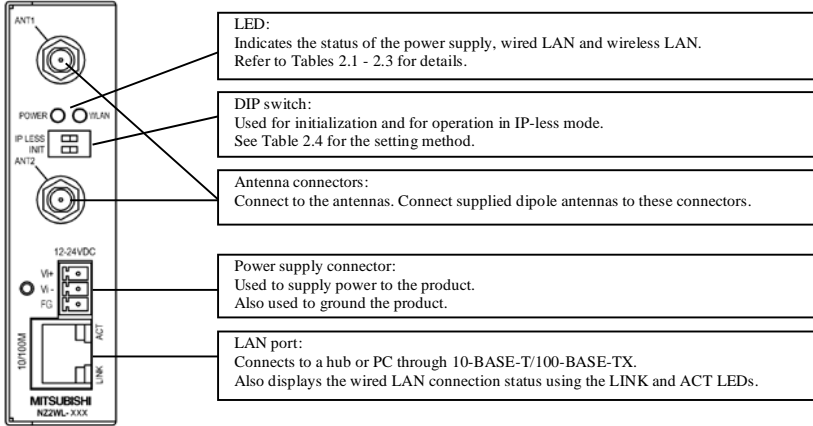 ANT1
POWER
WLAN
IP LESS
INIT
ANT2
12-24VDC
Vi+
Vi -
FG
10/100M
ACT
LINK
MITSUBISHI
NZ2WL- XXX
LED:
Indicates the status of the power supply, wired LAN and wireless LAN.
Refer to Tables 2.1 - 2.3 for details.
DIP switch:
Used for initialization and for operation in IP-less mode.
See Table 2.4 for the setting method.
Antenna connectors:
Connect to the antennas. Connect supplied dipole antennas to these connectors.
Power supply connector:
Used to supply power to the product.
Also used to ground the product.
LAN port:
Connects to a hub or PC through 10-BASE-T/100-BASE-TX.
Also displays the wired LAN connection status using the LINK and ACT LEDs.